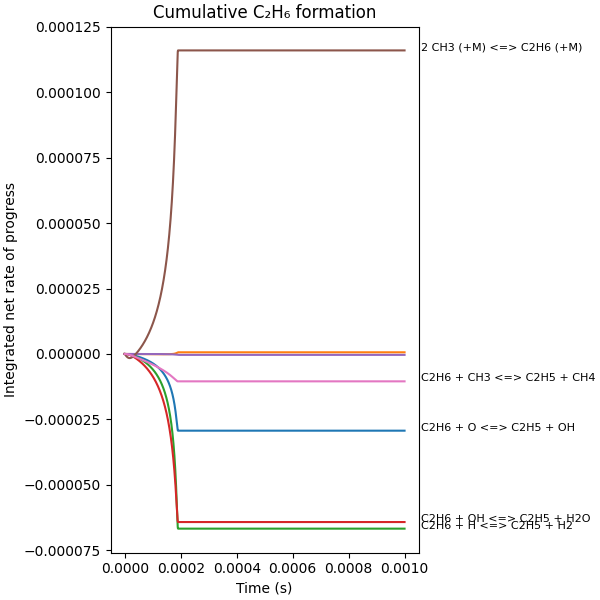 Cumulative C₂H₆ formation
0.000125
0.000100
0.000075
0.000050
0.000025
0.000000
−0.000025
−0.000050
−0.000075
Integrated net rate of progress
2 CH3 (+M) <=> C2H6 (+M)
C2H6 + CH3 <=> C2H5 + CH4
C2H6 + O <=> C2H5 + OH
C2H6 + OH <=> C2H5 + H2O
C2H6 + H <=> C2H5 + H2
0.0000 0.0002 0.0004 0.0006 0.0008 0.0010
Time (s)